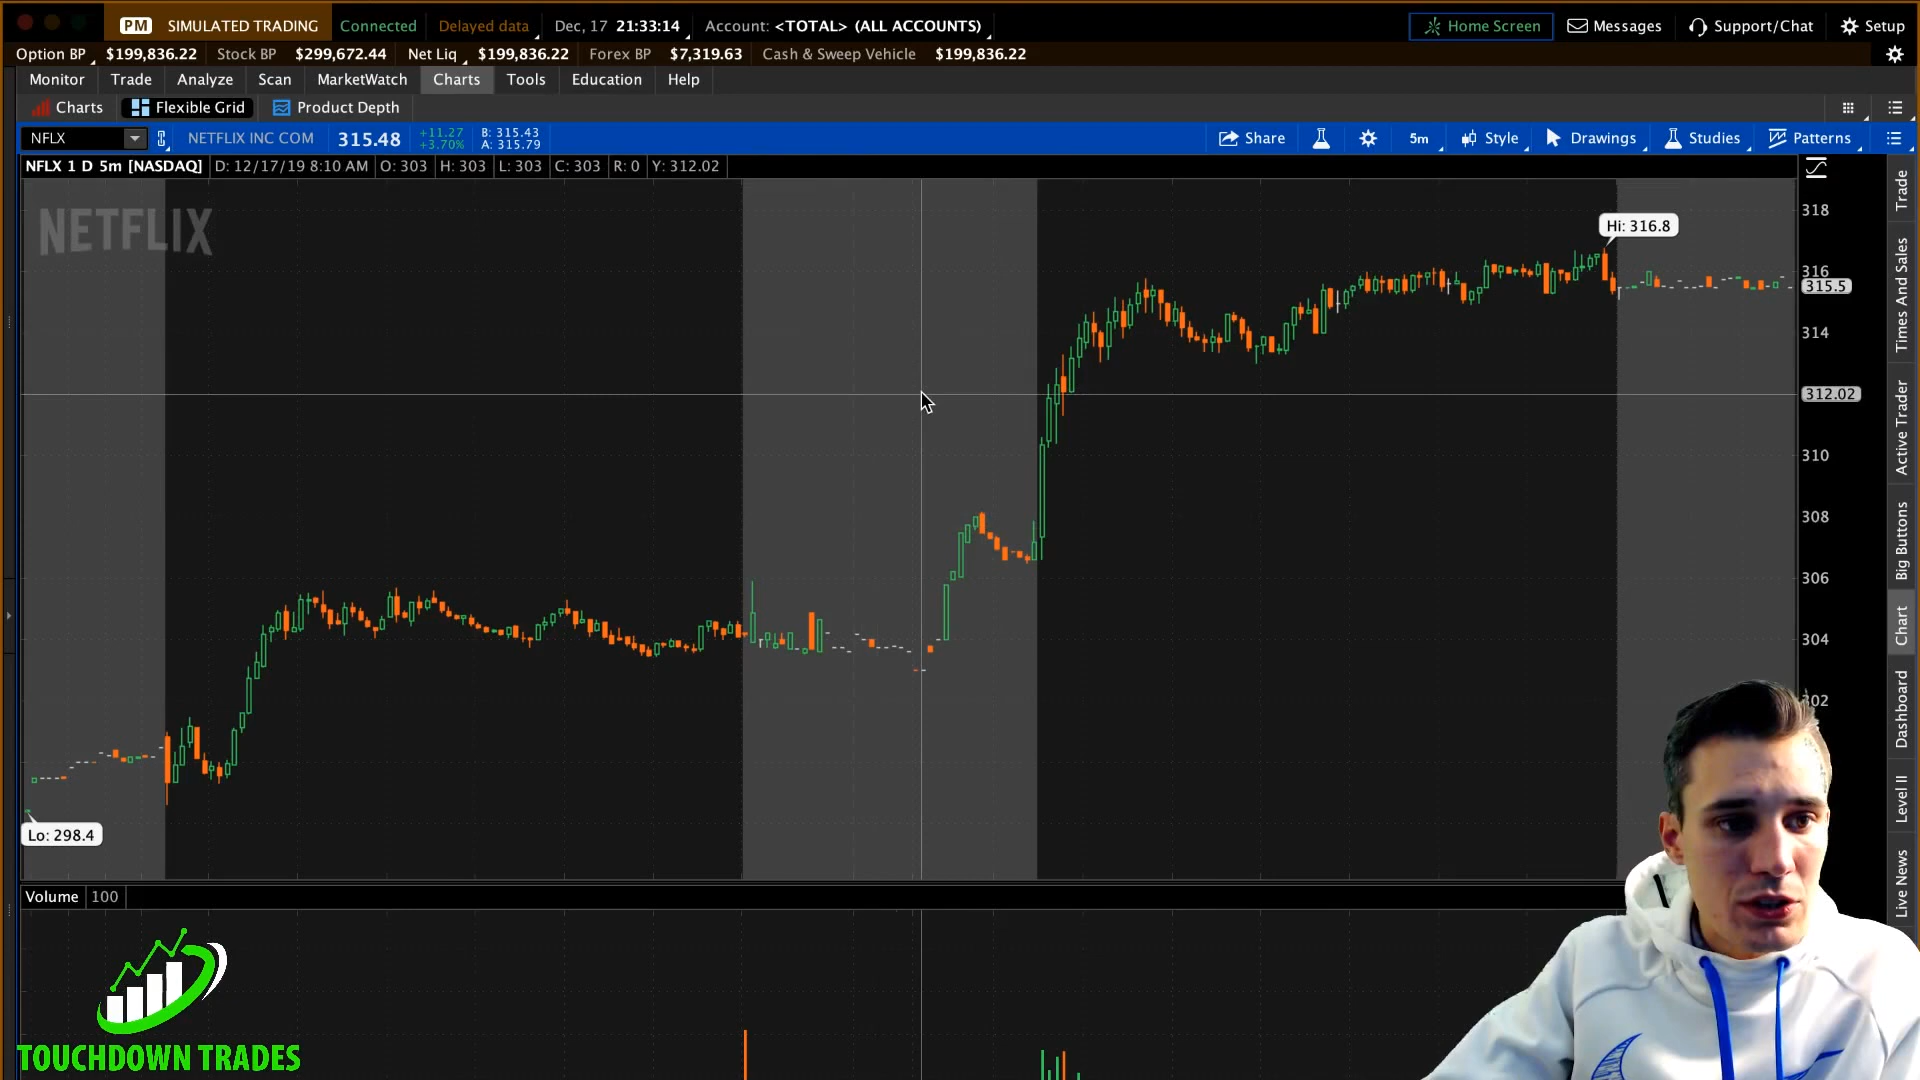 PM SIMULATED TRADING Connected Delayed data Dec, 17 21:33:14 Account: <TOTAL> (ALL ACCOUNTS) Home Screen Messages Support/Chat Setup
Option BP $199,836.22 Stock BP $299,672.44 Net Liq $199,836.22 Forex BP $7,319.63 Cash & Sweep Vehicle $199,836.22
Monitor Trade Analyze Scan MarketWatch Charts Tools Education Help
Charts Flexible Grid Product Depth
NFLX NETFLIX INC COM 315.48 +11.27 B: 315.43 Share 5m Style Drawings Studies Patterns
+3.70% A: 315.79
NFLX 1 D 5m [NASDAQ] D: 12/17/19 8:10 AM O: 303 H: 303 L: 303 C: 303 R: 0 Y: 312.02
NETFLIX
Hi: 316.8
318
316
315.5
314
312.02
310
308
306
304
302
Lo: 298.4
Trade
Times And Sales
Active Trader
Big Buttons
Chart
Dashboard
Level II
Live News
Volume 100
TOUCHDOWN TRADES